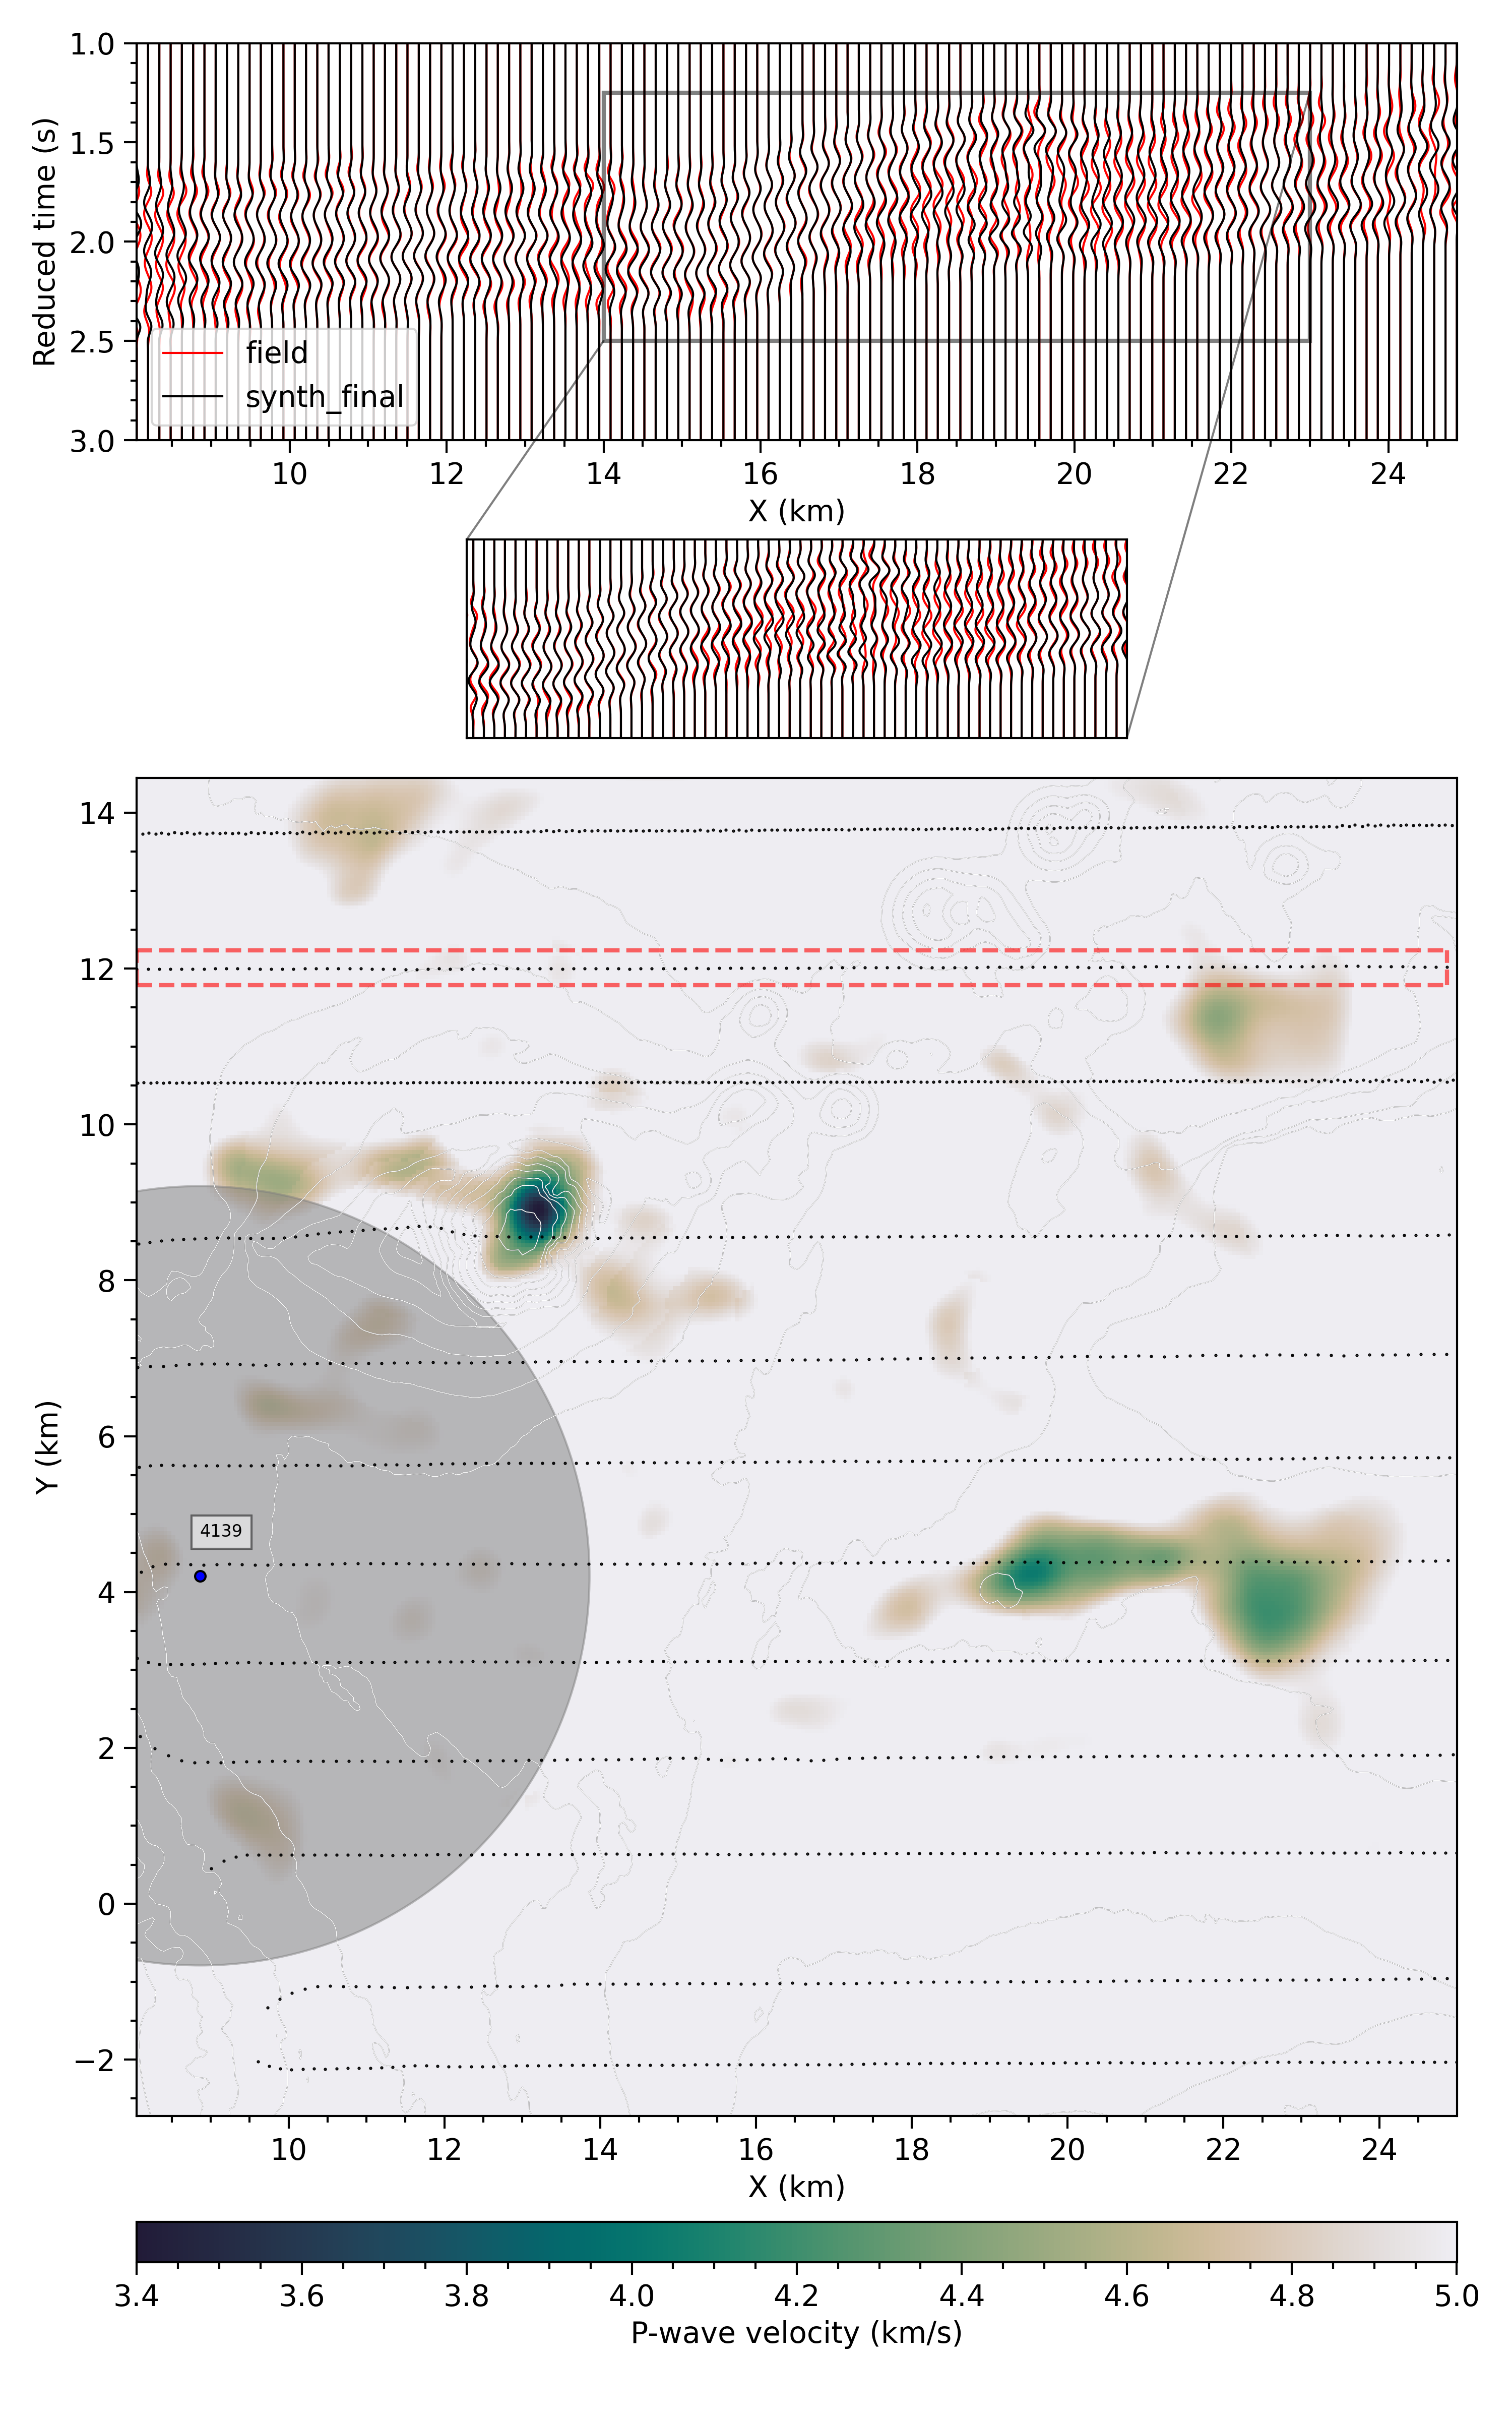 1.0
1.5
2.0
2.5
3.0
Reduced time (s)
field
synth_final
10 12 14 16 18 20 22 24
X (km)
14
12
10
8
6
4
2
0
−2
Y (km)
4139
10 12 14 16 18 20 22 24
X (km)
3.4 3.6 3.8 4.0 4.2 4.4 4.6 4.8 5.0
P-wave velocity (km/s)